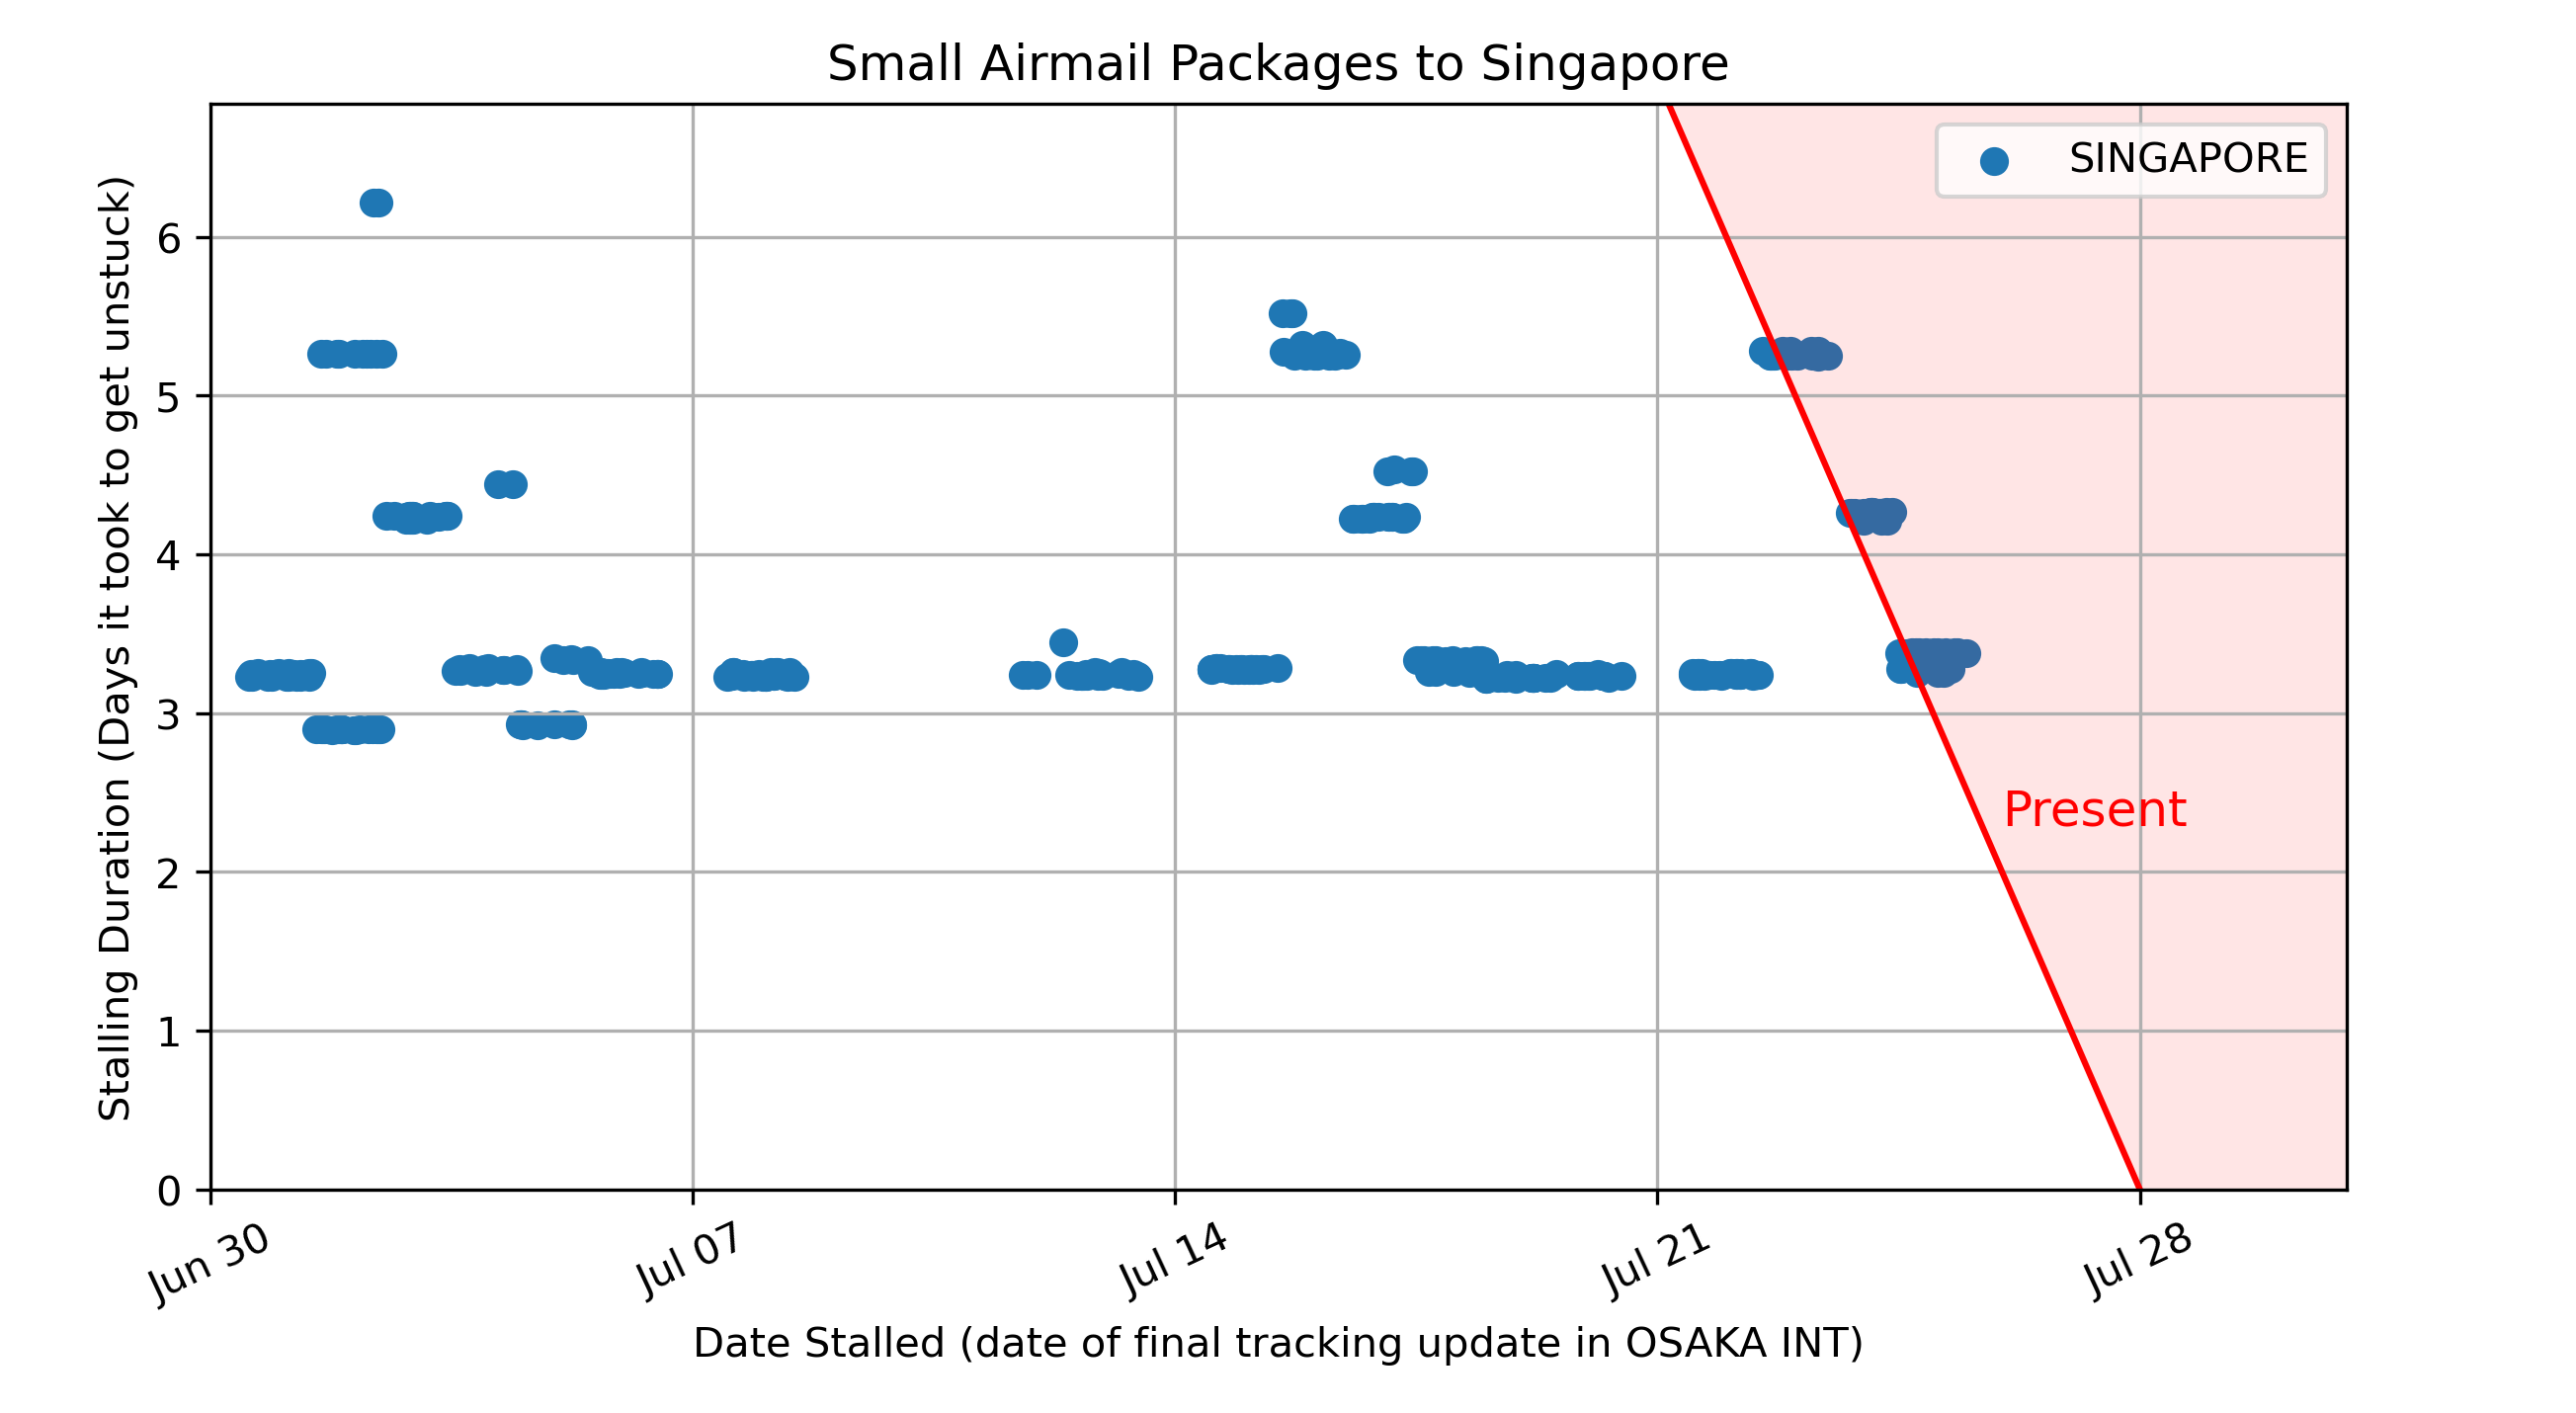 Small Airmail Packages to Singapore
SINGAPORE
Stalling Duration (Days it took to get unstuck)
6
5
4
3
2
1
0
Present
Jun 30
Jul 07
Jul 14
Jul 21
Jul 28
Date Stalled (date of final tracking update in OSAKA INT)